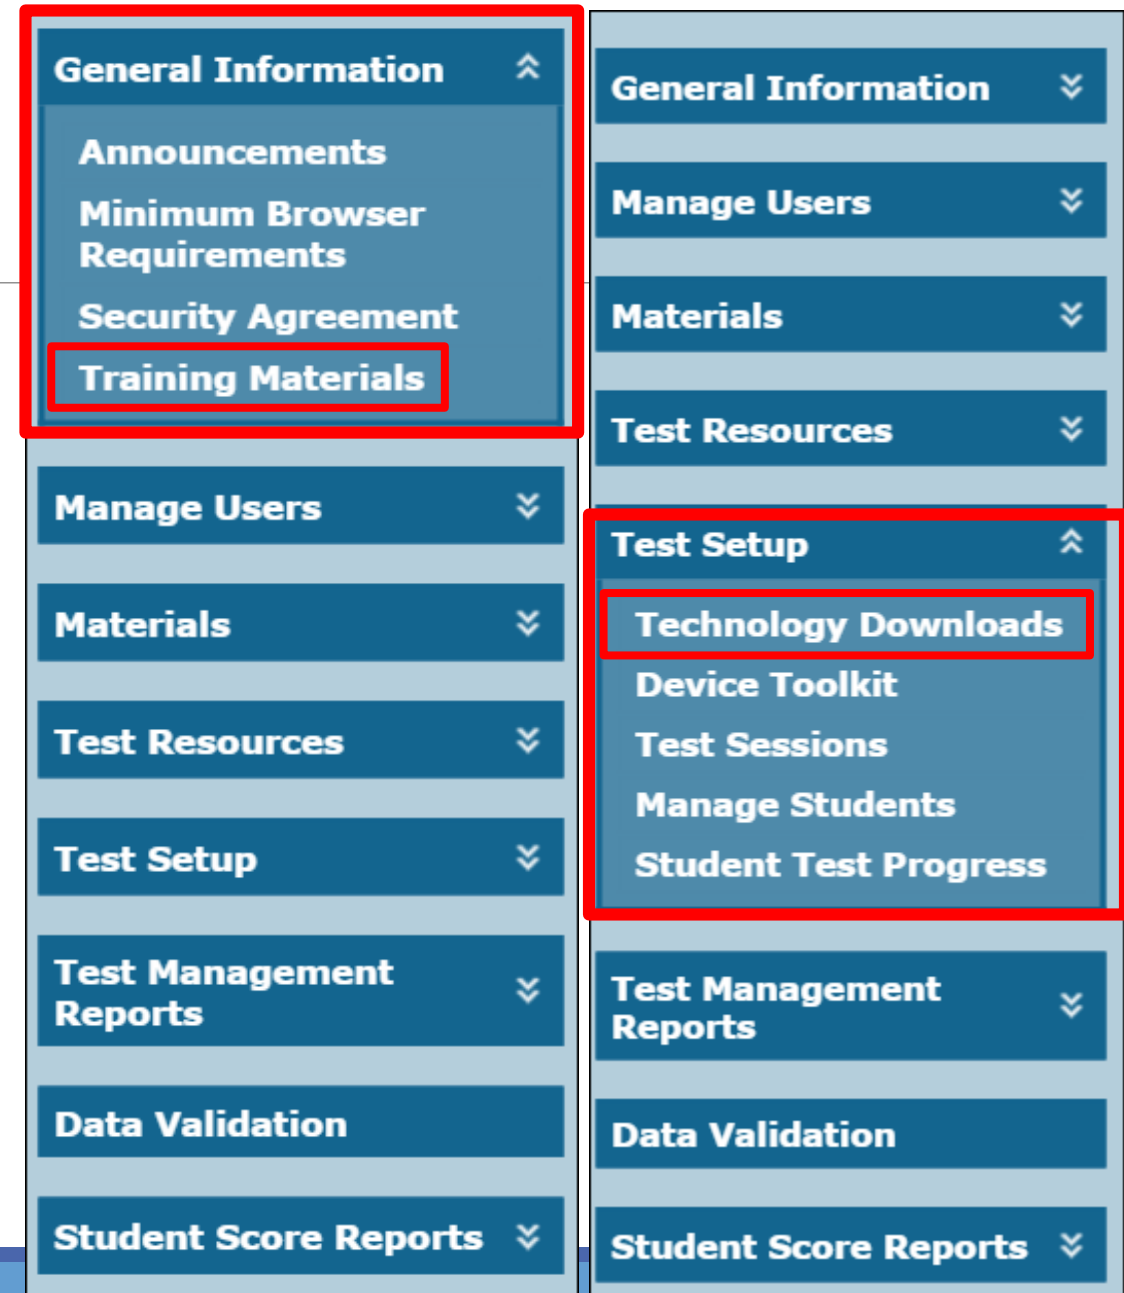 General Information
Announcements
Minimum Browser
Requirements
Security Agreement
Training Materials
Manage Users
Materials
Test Resources
Test Setup
Test Management
Reports
Data Validation
Student Score Reports
General Information
Manage Users
Materials
Test Resources
Test Setup
Technology Downloads
Device Toolkit
Test Sessions
Manage Students
Student Test Progress
Test Management
Reports
Data Validation
Student Score Reports